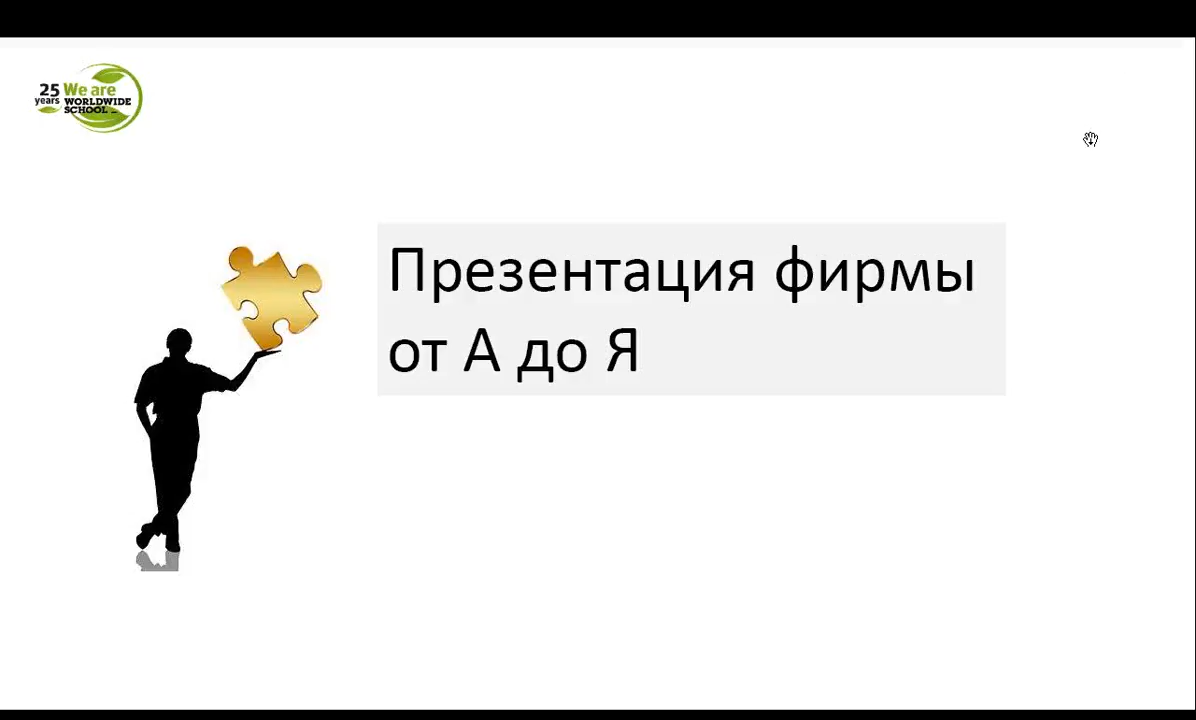 25 We are
years WORLDWIDE
SCHOOL ...
Презентация фирмы
от А до Я